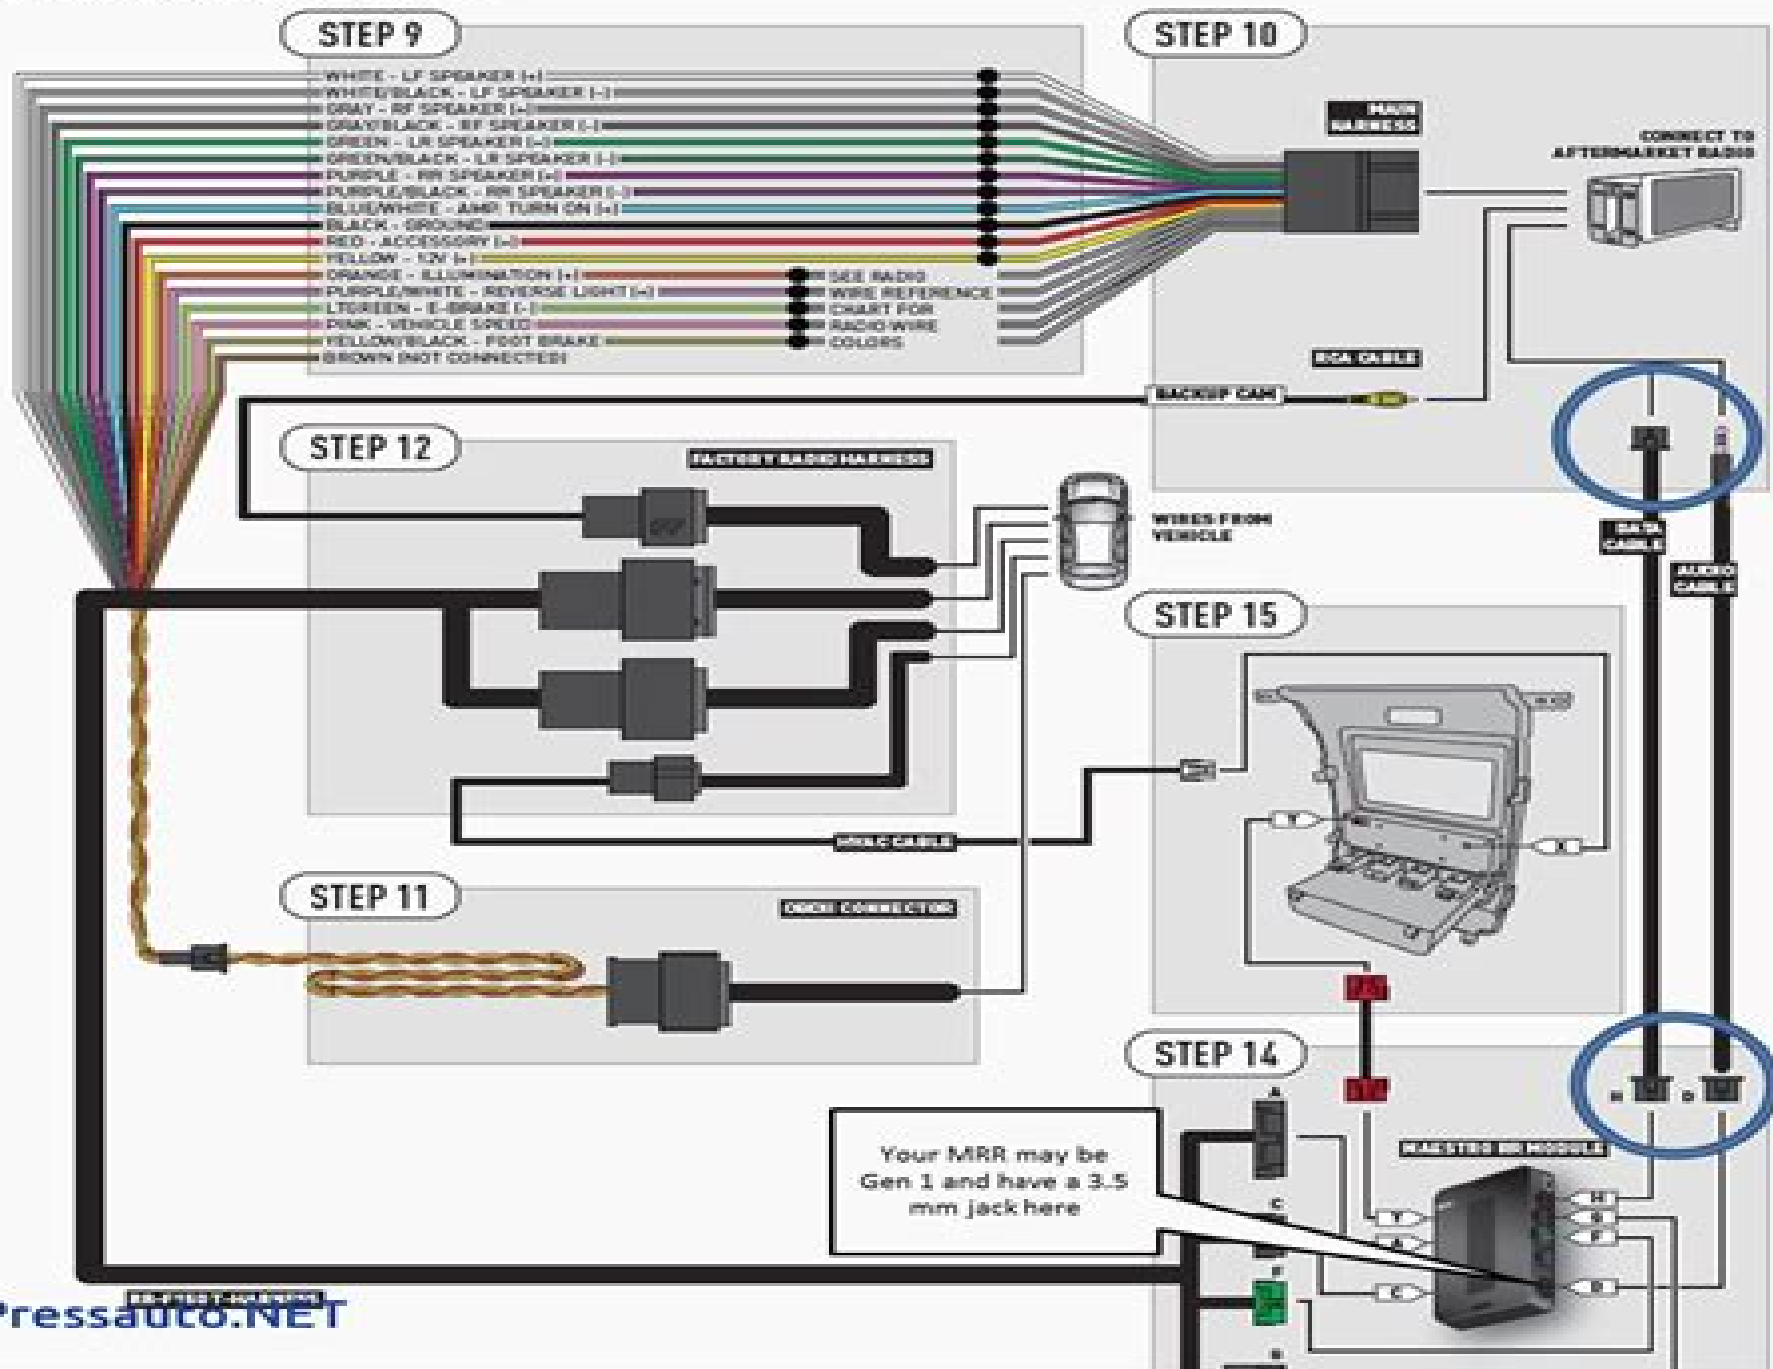 STEP 9
WHITE - LF SPEAKER (+)
WHITE/BLACK - LF SPEAKER (-)
GRAY - RF SPEAKER (+)
GRAY/BLACK - RF SPEAKER (-)
GREEN - LR SPEAKER (+)
GREEN/BLACK - LR SPEAKER (-)
PURPLE - RR SPEAKER (+)
PURPLE/BLACK - RR SPEAKER (-)
BLUE/WHITE - AMP. TURN ON (+)
BLACK - GROUND
RED - ACCESSORY (+)
YELLOW - 12V (+)
ORANGE - ILLUMINATION (+)
PURPLE/WHITE - REVERSE LIGHT (+)
LTGREEN - E-BRAKE (-)
PINK - VEHICLE SPEED
YELLOW/BLACK - FOOT BRAKE
BROWN (NOT CONNECTED)
SEE RADIO
WIRE REFERENCE
CHART FOR
RADIO WIRE
COLORS
STEP 10
MAIN
HARNESS
CONNECT TO
AFTERMARKET RADIO
RCA CABLE
BACKUP CAM
DATA
CABLE
AUDIO
CABLE
STEP 12
FACTORY RADIO HARNESS
WIRES FROM
VEHICLE
HVAC CABLE
STEP 15
Y
X
STEP 11
OBDII CONNECTOR
STEP 14
A
H
D
MAESTRO RR MODULE
Your MRR may be
Gen 1 and have a 3.5
mm jack here
C
F
Y
A
C
H
G
F
D
Pressauto.NET